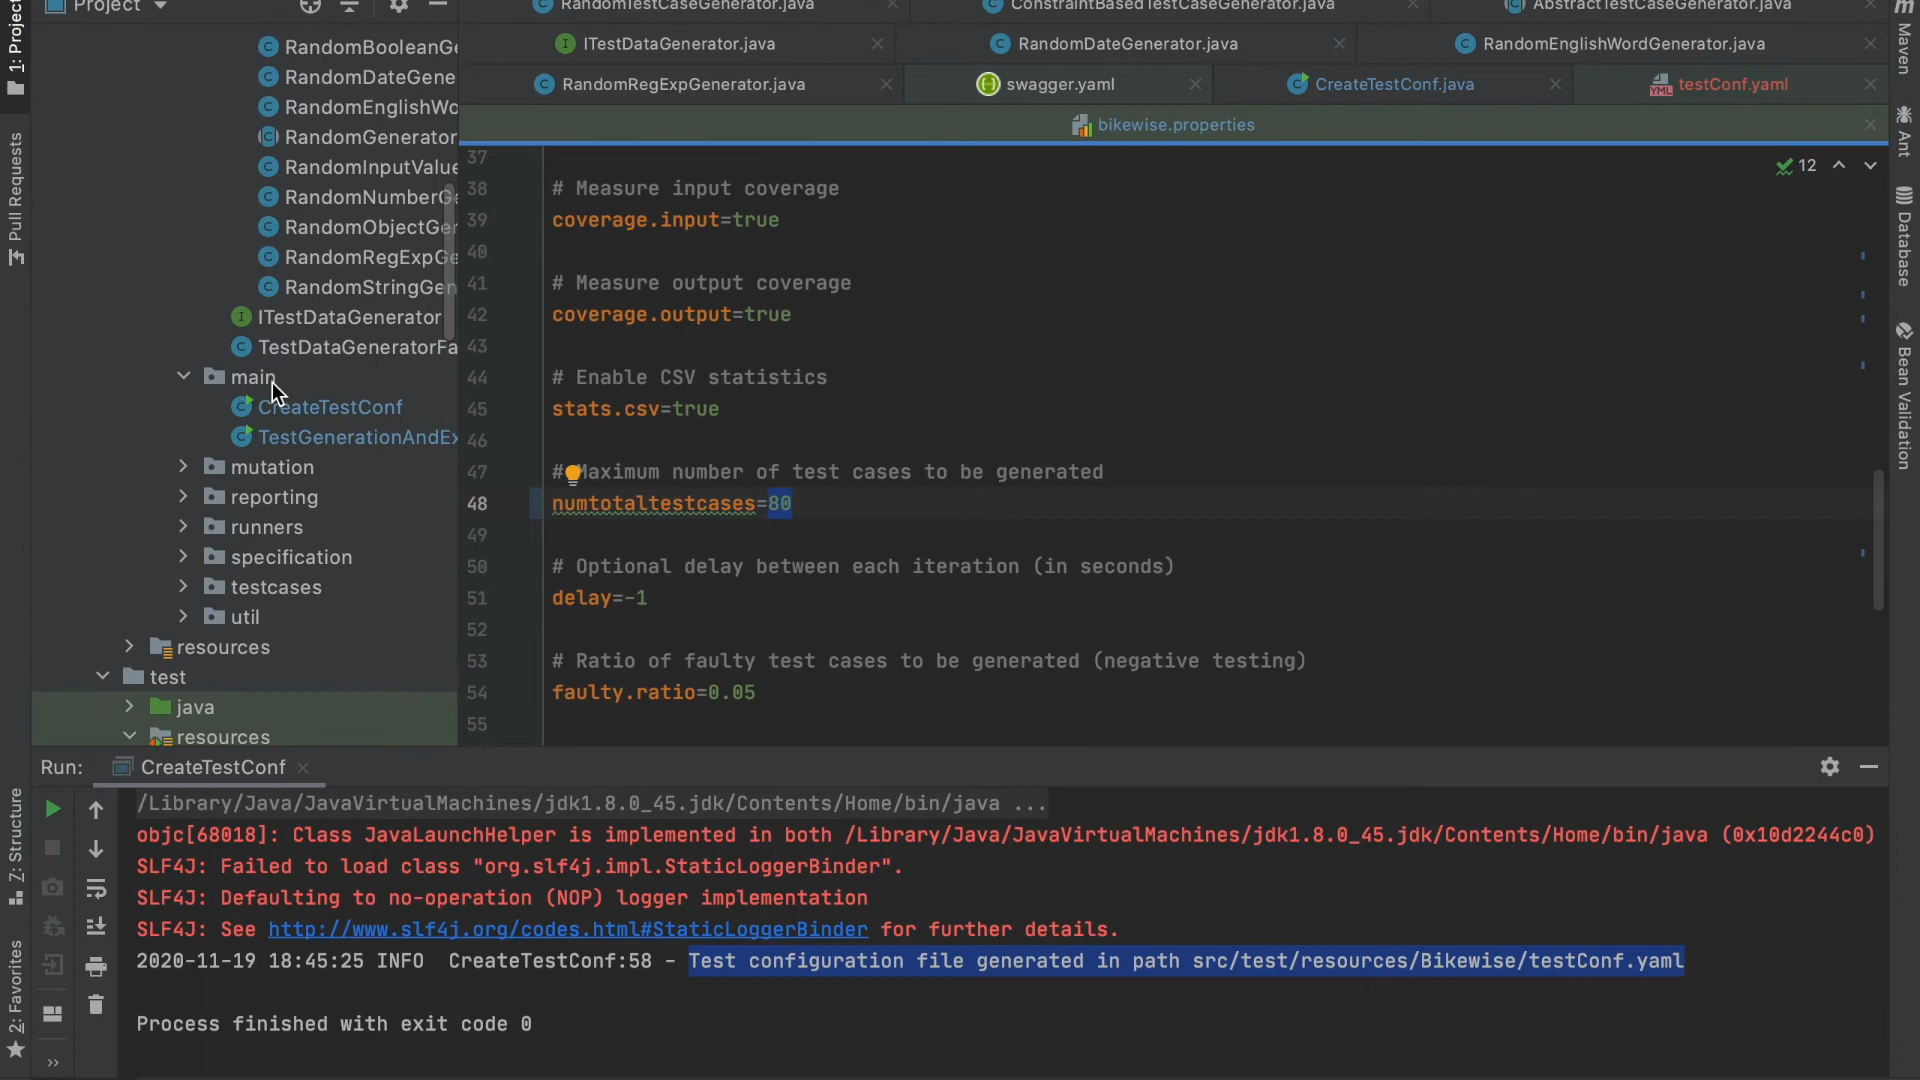 Project
RandomTestCaseGenerator.java
ConstraintBasedTestCaseGenerator.java
AbstractTestCaseGenerator.java
ITestDataGenerator.java
RandomDateGenerator.java
RandomEnglishWordGenerator.java
RandomRegExpGenerator.java
swagger.yaml
CreateTestConf.java
testConf.yaml
bikewise.properties
1: Project
Pull Requests
Z: Structure
2: Favorites
RandomBooleanGe
RandomDateGene
RandomEnglishWo
RandomGenerator
RandomInputValue
RandomNumberGe
RandomObjectGen
RandomRegExpGe
RandomStringGen
ITestDataGenerator
TestDataGeneratorFa
main
CreateTestConf
TestGenerationAndEx
mutation
reporting
runners
specification
testcases
util
resources
test
java
resources
12
37
38 # Measure input coverage
39 coverage.input=true
40
41 # Measure output coverage
42 coverage.output=true
43
44 # Enable CSV statistics
45 stats.csv=true
46
47 # Maximum number of test cases to be generated
48 numtotaltestcases=80
49
50 # Optional delay between each iteration (in seconds)
51 delay=-1
52
53 # Ratio of faulty test cases to be generated (negative testing)
54 faulty.ratio=0.05
55
Maven
Ant
Database
Bean Validation
Run: CreateTestConf
/Library/Java/JavaVirtualMachines/jdk1.8.0_45.jdk/Contents/Home/bin/java ...
objc[68018]: Class JavaLaunchHelper is implemented in both /Library/Java/JavaVirtualMachines/jdk1.8.0_45.jdk/Contents/Home/bin/java (0x10d2244c0)
SLF4J: Failed to load class "org.slf4j.impl.StaticLoggerBinder".
SLF4J: Defaulting to no-operation (NOP) logger implementation
SLF4J: See http://www.slf4j.org/codes.html#StaticLoggerBinder for further details.
2020-11-19 18:45:25 INFO CreateTestConf:58 - Test configuration file generated in path src/test/resources/Bikewise/testConf.yaml
Process finished with exit code 0